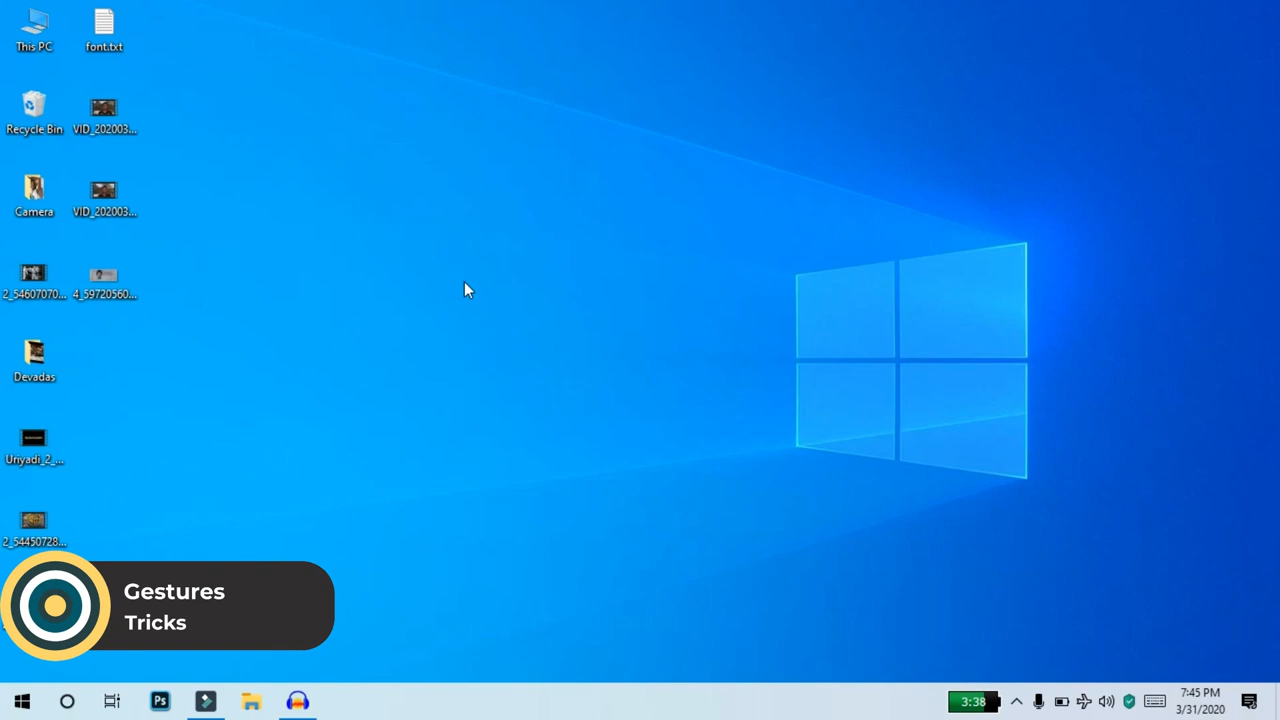 This PC
font.txt
Recycle Bin
VID_202003...
Camera
VID_202003...
2_54607070...
4_59720560...
Devadas
Unyadi_2_...
2_54450728...
Gestures
Tricks
Ps
3:38
7:45 PM
3/31/2020